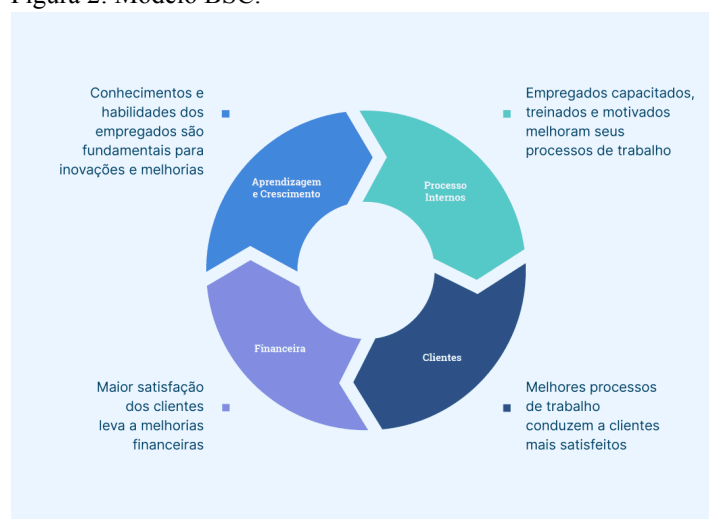 Figura 2: Modelo BSC.
Conhecimentos e
habilidades dos
empregados são
fundamentais para
inovações e melhorias
Empregados capacitados,
treinados e motivados
melhoram seus
processos de trabalho
Aprendizagem
e Crescimento
Processo
Internos
Financeira
Clientes
Maior satisfação
dos clientes
leva a melhorias
financeiras
Melhores processos
de trabalho
conduzem a clientes
mais satisfeitos